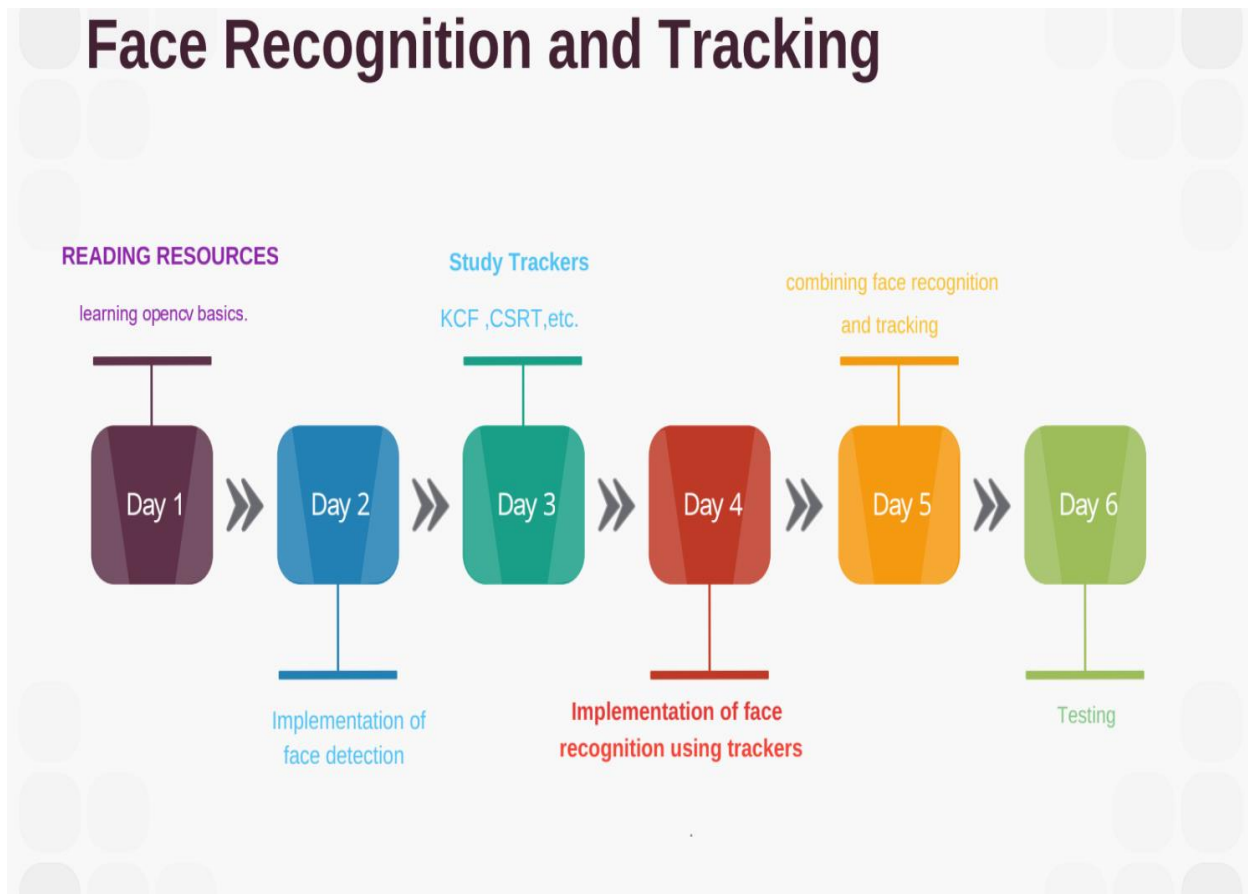 Face Recognition and Tracking
READING RESOURCES
learning opencv basics.
Study Trackers
KCF ,CSRT,etc.
combining face recognition
and tracking
Day 1
Day 2
Day 3
Day 4
Day 5
Day 6
Implementation of
face detection
Implementation of face
recognition using trackers
Testing
.